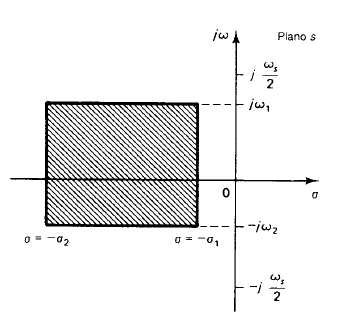 jω
Plano s
j ωs/2
jω1
0
σ
-jω2
σ = -σ2
σ = -σ1
-j ωs/2